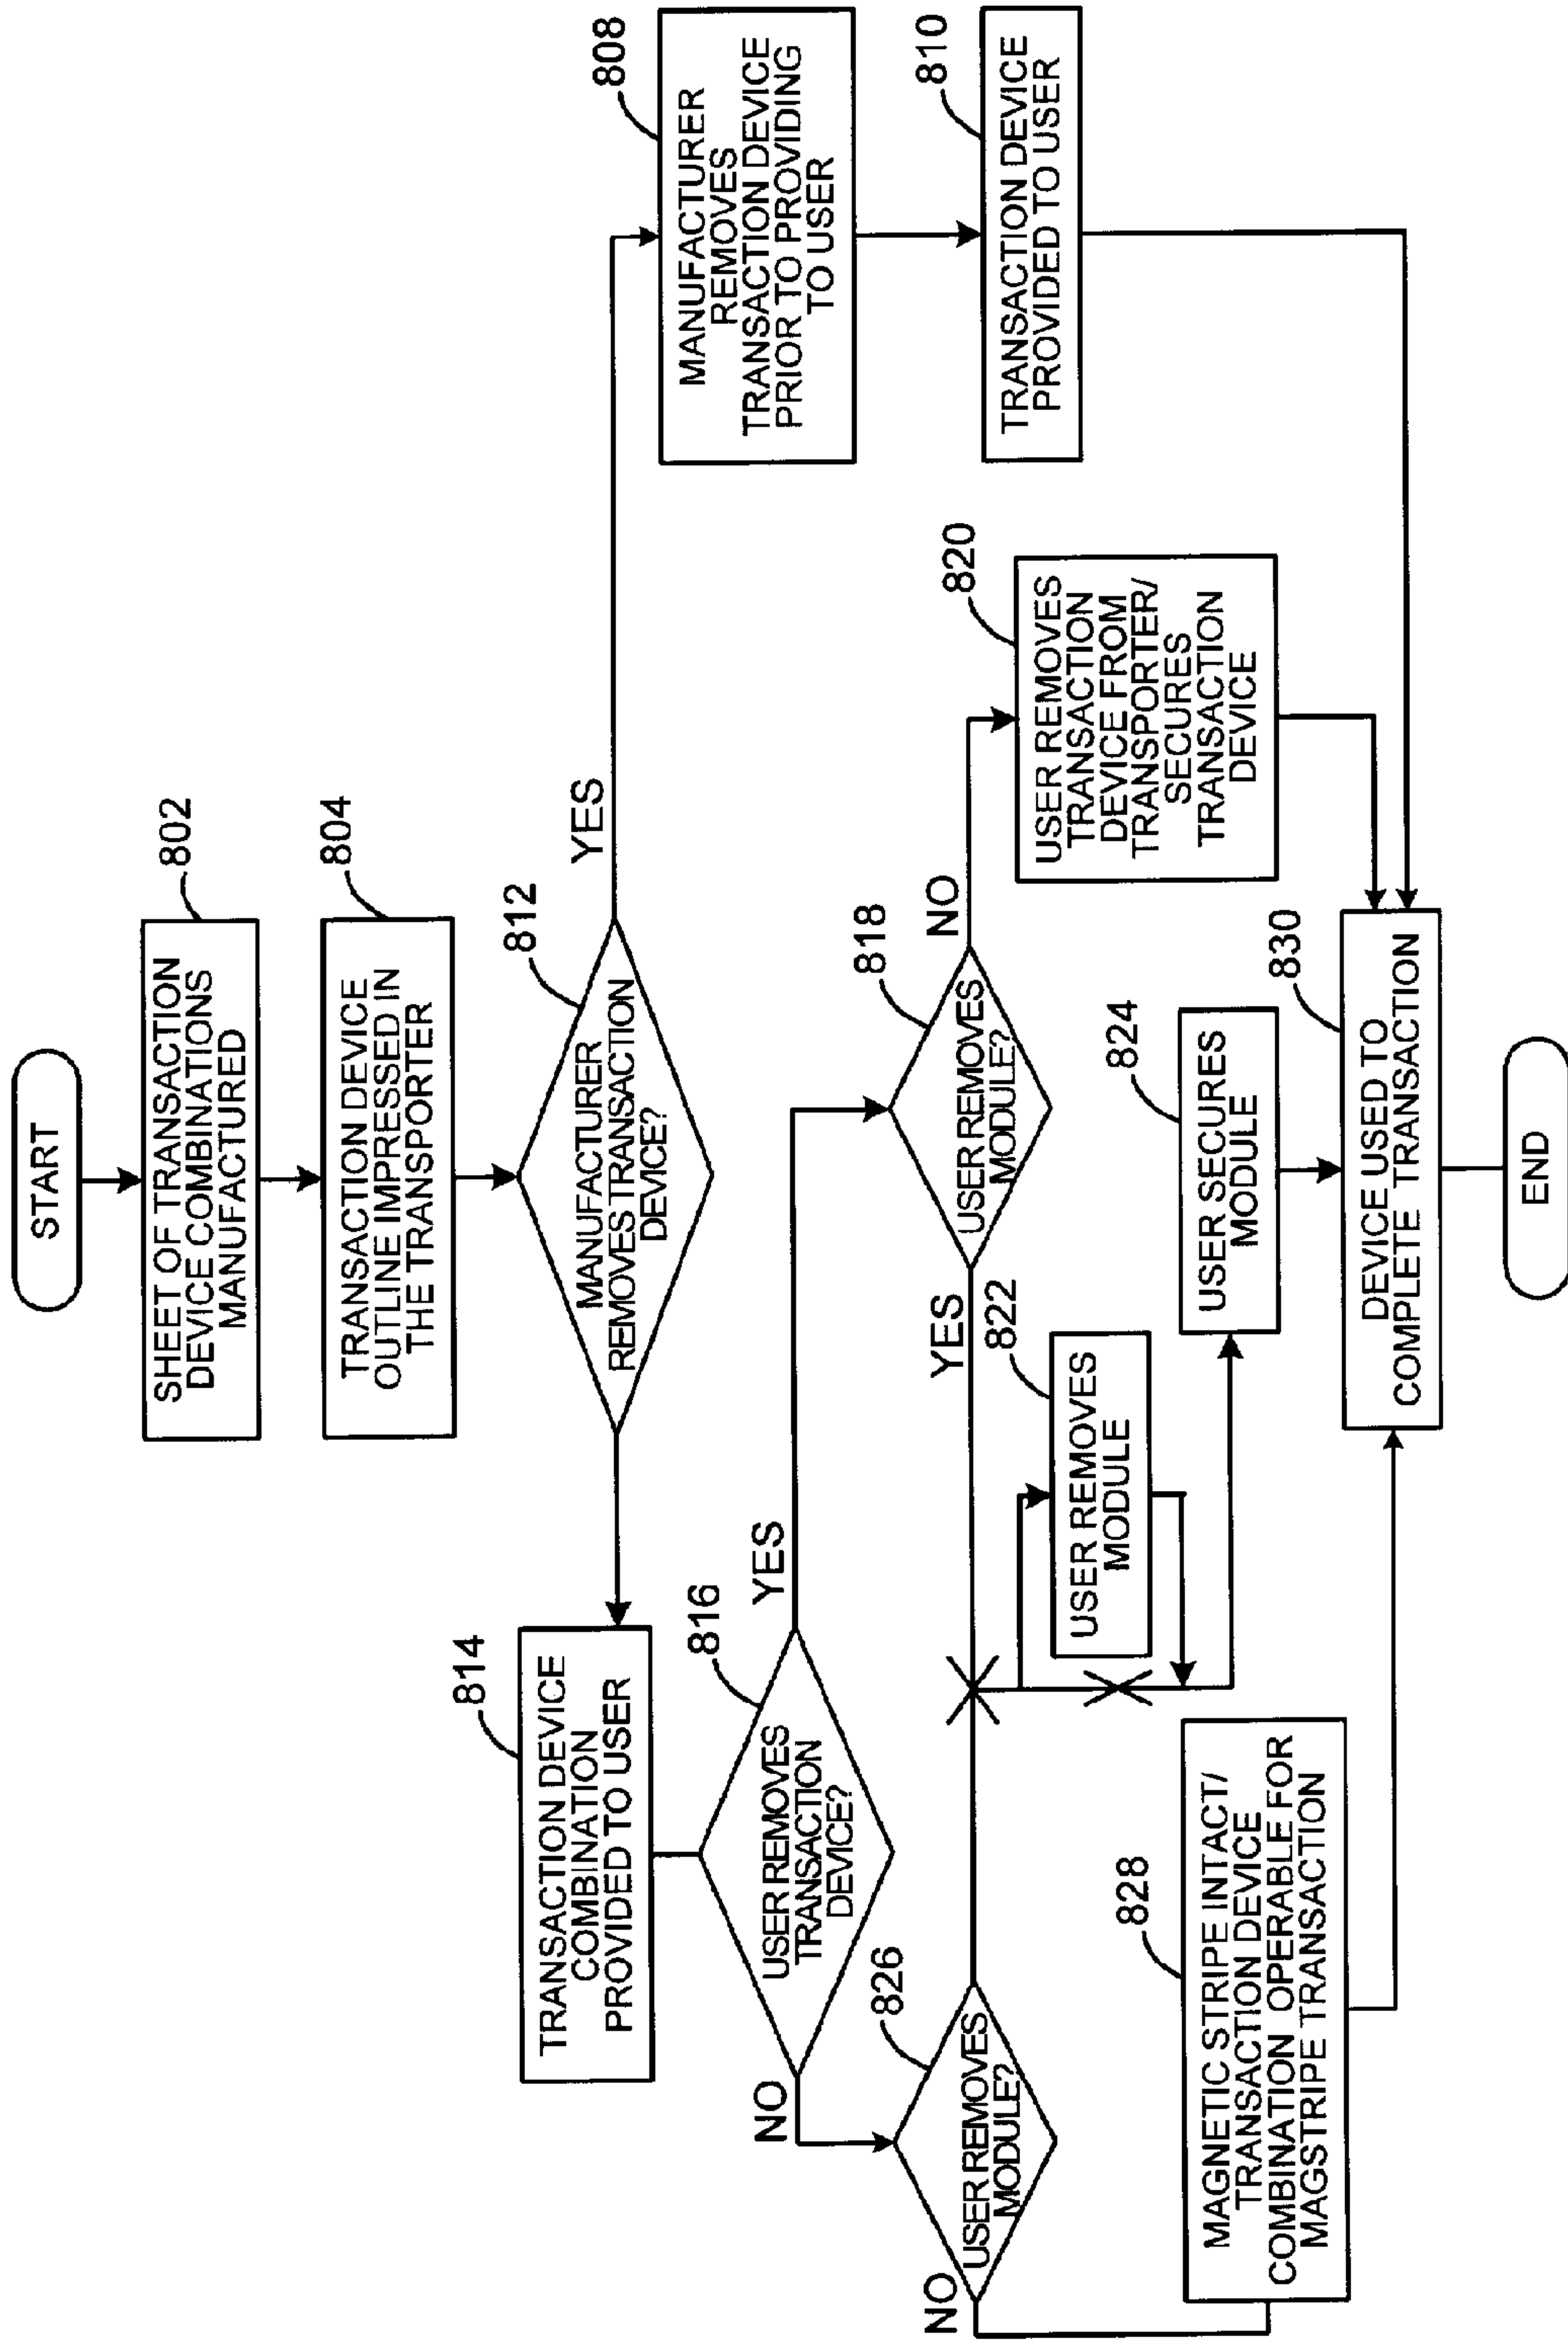 START
SHEET OF TRANSACTION
DEVICE COMBINATIONS
MANUFACTURED
802
TRANSACTION DEVICE
OUTLINE IMPRESSED IN
THE TRANSPORTER
804
MANUFACTURER
REMOVES TRANSACTION
DEVICE?
812
YES
MANUFACTURER
REMOVES
TRANSACTION DEVICE
PRIOR TO PROVIDING
TO USER
808
TRANSACTION DEVICE
PROVIDED TO USER
810
TRANSACTION DEVICE
COMBINATION
PROVIDED TO USER
814
USER REMOVES
TRANSACTION
DEVICE?
816
YES
NO
USER REMOVES
MODULE?
818
NO
YES
USER REMOVES
TRANSACTION
DEVICE FROM
TRANSPORTER/
SECURES
TRANSACTION
DEVICE
820
USER REMOVES
MODULE
822
USER SECURES
MODULE
824
USER REMOVES
MODULE?
826
NO
MAGNETIC STRIPE INTACT/
TRANSACTION DEVICE
COMBINATION OPERABLE FOR
MAGSTRIPE TRANSACTION
828
DEVICE USED TO
COMPLETE TRANSACTION
830
END